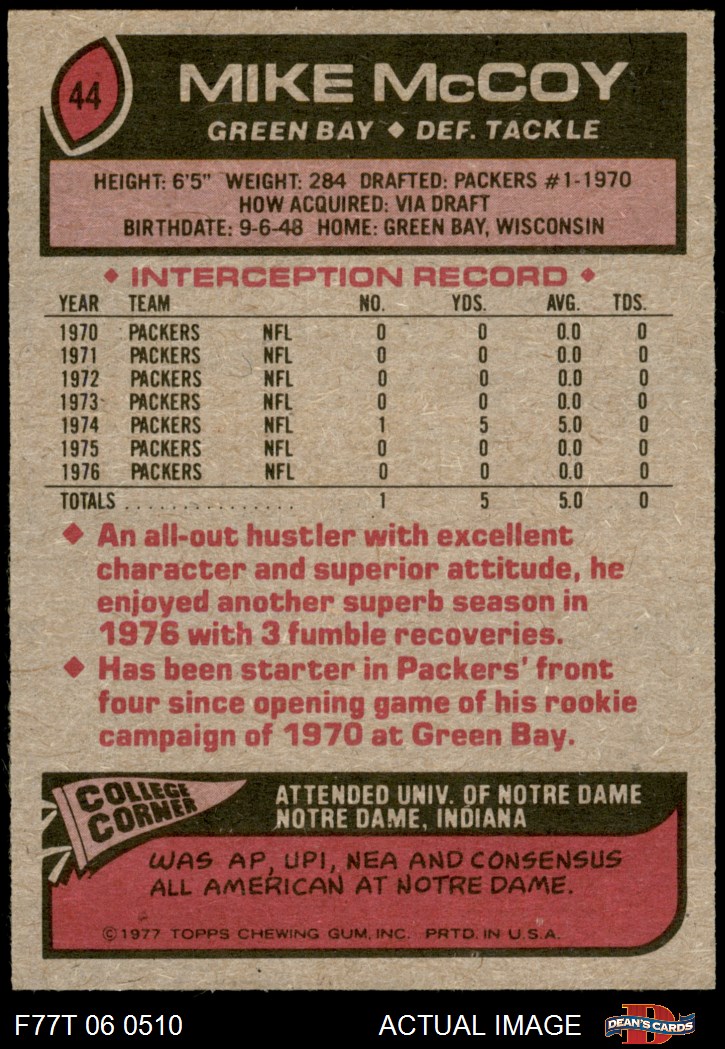 44
MIKE McCOY
GREEN BAY ◆ DEF. TACKLE
HEIGHT: 6'5" WEIGHT: 284 DRAFTED: PACKERS #1-1970
HOW ACQUIRED: VIA DRAFT
BIRTHDATE: 9-6-48 HOME: GREEN BAY, WISCONSIN
◆ INTERCEPTION RECORD ◆
YEAR TEAM NO. YDS. AVG. TDS.
1970 PACKERS NFL 0 0 0.0 0
1971 PACKERS NFL 0 0 0.0 0
1972 PACKERS NFL 0 0 0.0 0
1973 PACKERS NFL 0 0 0.0 0
1974 PACKERS NFL 1 5 5.0 0
1975 PACKERS NFL 0 0 0.0 0
1976 PACKERS NFL 0 0 0.0 0
TOTALS . . . . . . . . . . . . . . . . 1 5 5.0 0
◆ An all-out hustler with excellent
character and superior attitude, he
enjoyed another superb season in
1976 with 3 fumble recoveries.
◆ Has been starter in Packers' front
four since opening game of his rookie
campaign of 1970 at Green Bay.
COLLEGE
CORNER
ATTENDED UNIV. OF NOTRE DAME
NOTRE DAME, INDIANA
WAS AP, UPI, NEA AND CONSENSUS
ALL AMERICAN AT NOTRE DAME.
©1977 TOPPS CHEWING GUM, INC. PRTD. IN U.S.A.
F77T 06 0510 ACTUAL IMAGE
D
DEAN'S CARDS